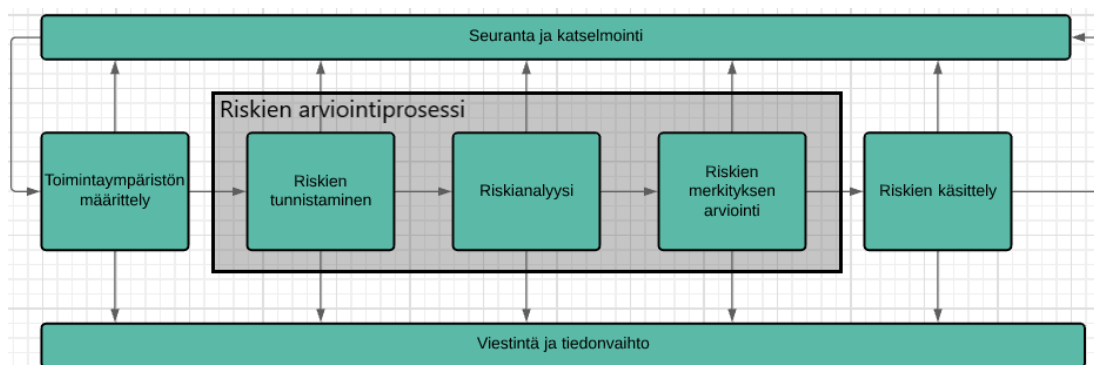 Seuranta ja katselmointi
Riskien arviointiprosessi
Toimintaympäristön
määrittely
Riskien
tunnistaminen
Riskianalyysi
Riskien
merkityksen
arviointi
Riskien käsittely
Viestintä ja tiedonvaihto